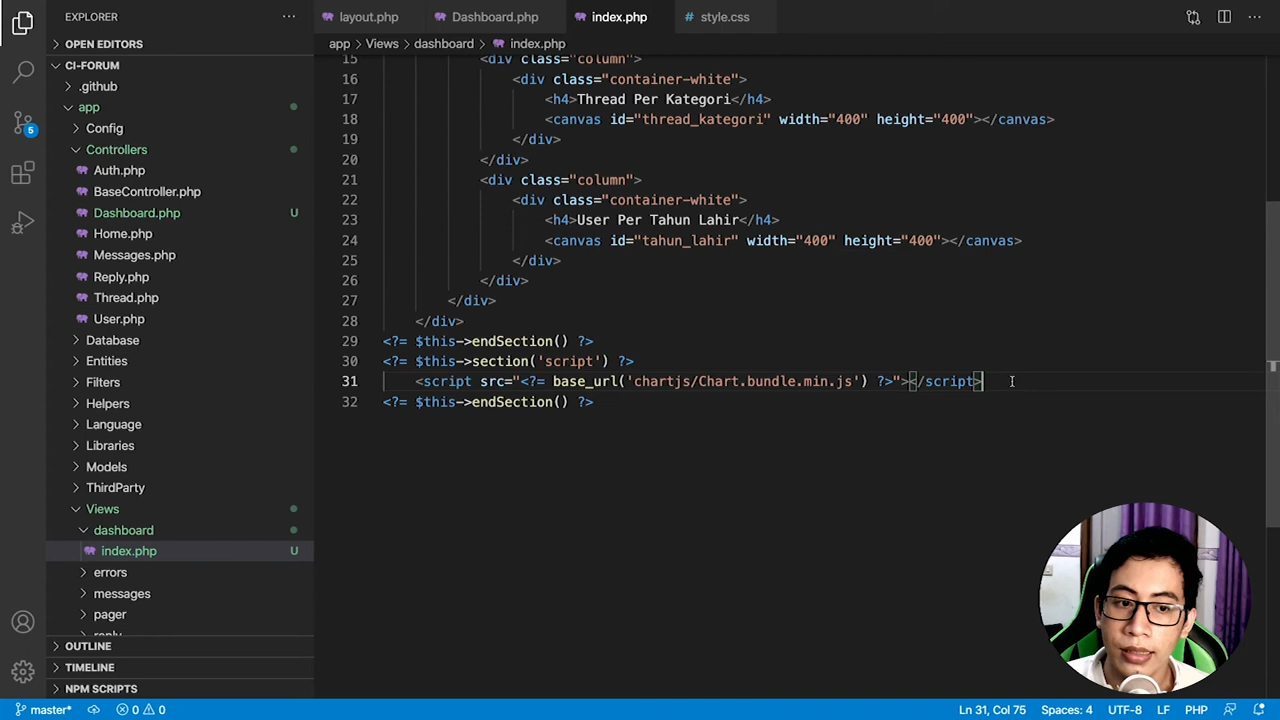 EXPLORER
layout.php
Dashboard.php
index.php
style.css
OPEN EDITORS
app > Views > dashboard > index.php
CI-FORUM
.github
app
Config
Controllers
Auth.php
BaseController.php
Dashboard.php U
Home.php
Messages.php
Reply.php
Thread.php
User.php
Database
Entities
Filters
Helpers
Language
Libraries
Models
ThirdParty
Views
dashboard
index.php U
errors
messages
pager
reply
OUTLINE
TIMELINE
NPM SCRIPTS
5
15 <div class="column">
16 <div class="container-white">
17 <h4>Thread Per Kategori</h4>
18 <canvas id="thread_kategori" width="400" height="400"></canvas>
19 </div>
20 </div>
21 <div class="column">
22 <div class="container-white">
23 <h4>User Per Tahun Lahir</h4>
24 <canvas id="tahun_lahir" width="400" height="400"></canvas>
25 </div>
26 </div>
27 </div>
28 </div>
29 <?= $this->endSection() ?>
30 <?= $this->section('script') ?>
31 <script src="<?= base_url('chartjs/Chart.bundle.min.js') ?>"></script>
32 <?= $this->endSection() ?>
master* 0 0 Ln 31, Col 75 Spaces: 4 UTF-8 LF PHP